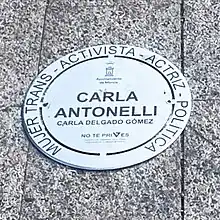 MUJER TRANS - ACTIVISTA - ACTRIZ - POLÍTICA
Ayuntamiento
de Murcia
CARLA
ANTONELLI
CARLA DELGADO GÓMEZ
NO TE PRIVES